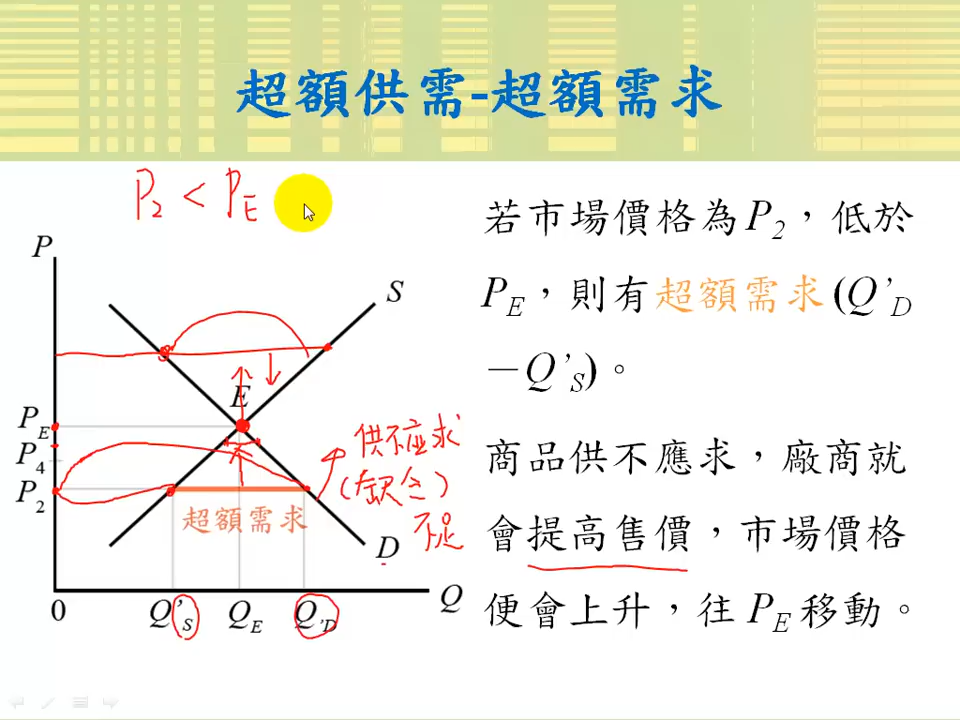 超額供需-超額需求
P2 < PE
若市場價格為P2，低於
PE，則有超額需求(Q’D
－Q’S)。
商品供不應求，廠商就
會提高售價，市場價格
便會上升，往PE移動。
P
S
E
PE
P4
P2
供不應求
不足
超額需求
D
0
Q’S
QE
Q’D
Q